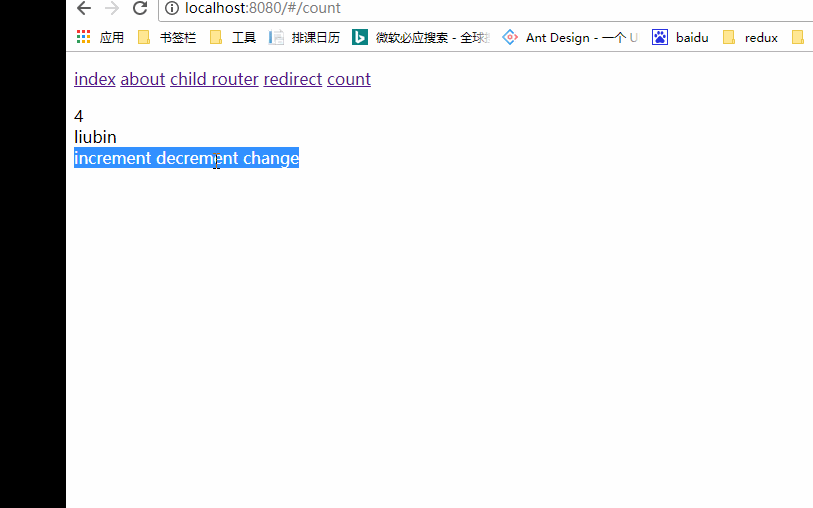 localhost:8080/#/count
应用 书签栏 工具 排课日历 微软必应搜索 - 全球 Ant Design - 一个 U baidu redux
index about child router redirect count
4
liubin
increment decrement change